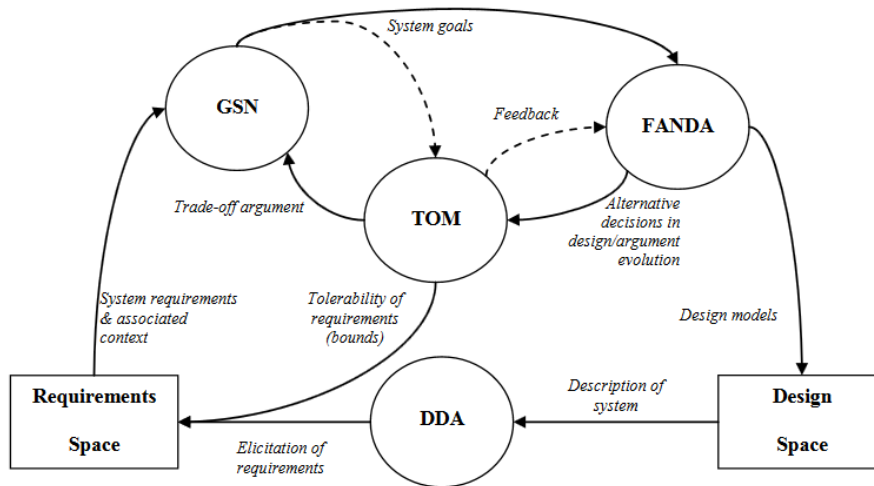 System goals
GSN
Feedback
FANDA
Trade-off argument
TOM
Alternative
decisions in
design/argument
evolution
System requirements
& associated
context
Tolerability of
requirements
(bounds)
Design models
Requirements
Space
DDA
Description of
system
Design
Space
Elicitation of
requirements